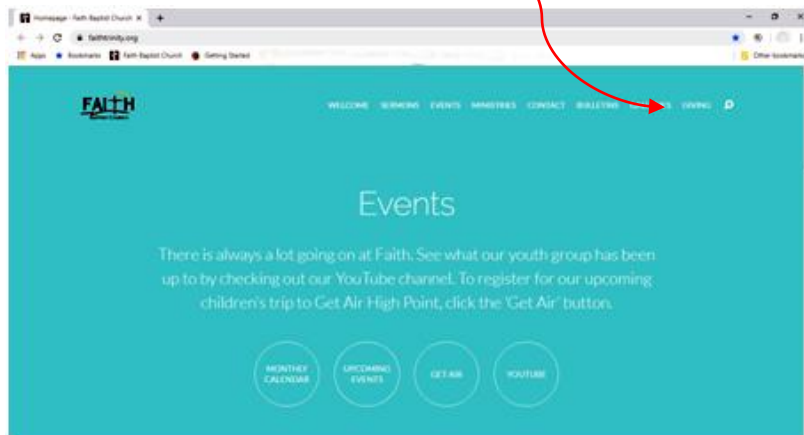 Homepage - Faith Baptist Church
faithtrinity.org
Apps Bookmarks Faith Baptist Church Getting Started
Other bookmarks
FAITH
WELCOME SERMONS EVENTS MINISTRIES CONTACT BULLETINS GIVING
Events
There is always a lot going on at Faith. See what our youth group has been
up to by checking out our YouTube channel. To register for our upcoming
children's trip to Get Air High Point, click the 'Get Air' button.
MONTHLY
CALENDAR
UPCOMING
EVENTS
GET AIR
YOUTUBE